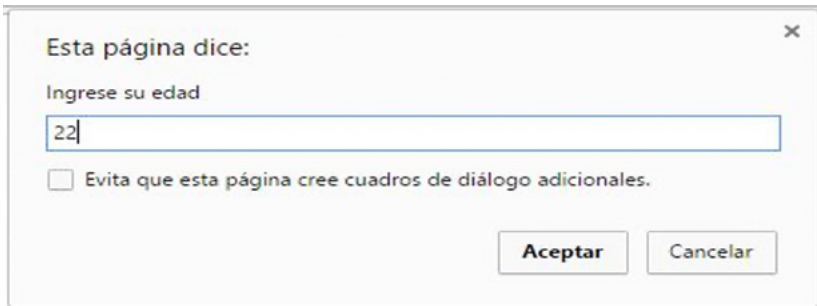 Esta página dice:
Ingrese su edad
22
Evita que esta página cree cuadros de diálogo adicionales.
Aceptar Cancelar